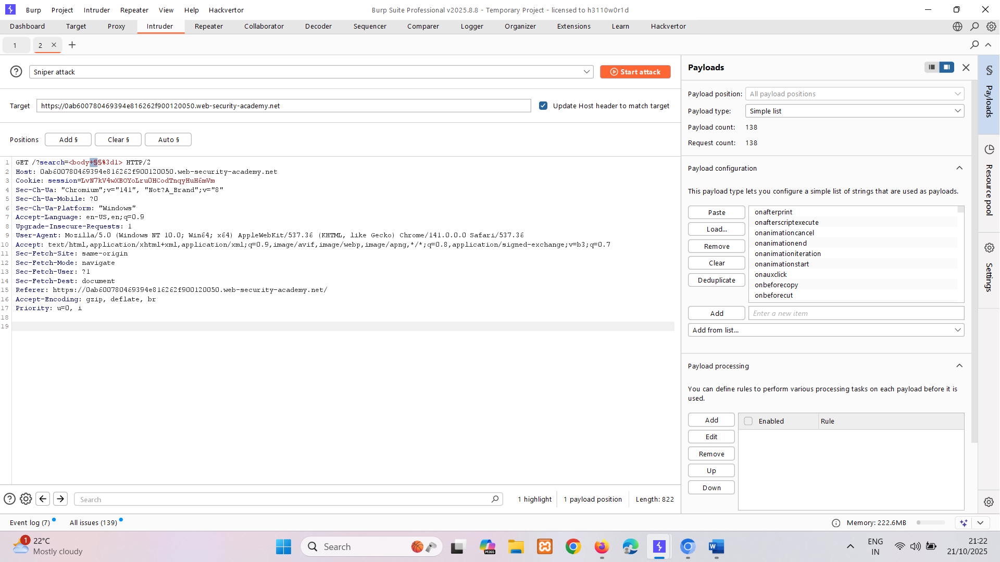 Burp Project Intruder Repeater View Help Hackvertor
Burp Suite Professional v2025.8.8 - Temporary Project - licensed to h3110w0r1d
Dashboard Target Proxy Intruder Repeater Collaborator Decoder Sequencer Comparer Logger Organizer Extensions Learn Hackvertor
1 2 × +
Sniper attack
Start attack
Target
https://0ab600780469394e816262f900120050.web-security-academy.net
Update Host header to match target
Positions Add § Clear § Auto §
1 GET /?search=<body+§§%3d1> HTTP/2
2 Host: 0ab600780469394e816262f900120050.web-security-academy.net
3 Cookie: session=LvN7kV4wXBOYoLru0HCodTnqyHuH6mVm
4 Sec-Ch-Ua: "Chromium";v="141", "Not?A_Brand";v="8"
5 Sec-Ch-Ua-Mobile: ?0
6 Sec-Ch-Ua-Platform: "Windows"
7 Accept-Language: en-US,en;q=0.9
8 Upgrade-Insecure-Requests: 1
9 User-Agent: Mozilla/5.0 (Windows NT 10.0; Win64; x64) AppleWebKit/537.36 (KHTML, like Gecko) Chrome/141.0.0.0 Safari/537.36
10 Accept: text/html,application/xhtml+xml,application/xml;q=0.9,image/avif,image/webp,image/apng,*/*;q=0.8,application/signed-exchange;v=b3;q=0.7
11 Sec-Fetch-Site: same-origin
12 Sec-Fetch-Mode: navigate
13 Sec-Fetch-User: ?1
14 Sec-Fetch-Dest: document
15 Referer: https://0ab600780469394e816262f900120050.web-security-academy.net/
16 Accept-Encoding: gzip, deflate, br
17 Priority: u=0, i
18
19
Search
1 highlight
1 payload position
Length: 822
Payloads
Payload position: All payload positions
Payload type: Simple list
Payload count: 138
Request count: 138
Payload configuration
This payload type lets you configure a simple list of strings that are used as payloads.
Paste
Load...
Remove
Clear
Deduplicate
onafterprint
onafterscriptexecute
onanimationcancel
onanimationend
onanimationiteration
onanimationstart
onauxclick
onbeforecopy
onbeforecut
Add
Enter a new item
Add from list...
Payload processing
You can define rules to perform various processing tasks on each payload before it is
used.
Add
Edit
Remove
Up
Down
Enabled Rule
§ Payloads
Resource pool
Settings
Event log (7) All issues (139)
Memory: 222.6MB
1
22°C
Mostly cloudy
Search
M365
W
ENG
IN
21:22
21/10/2025